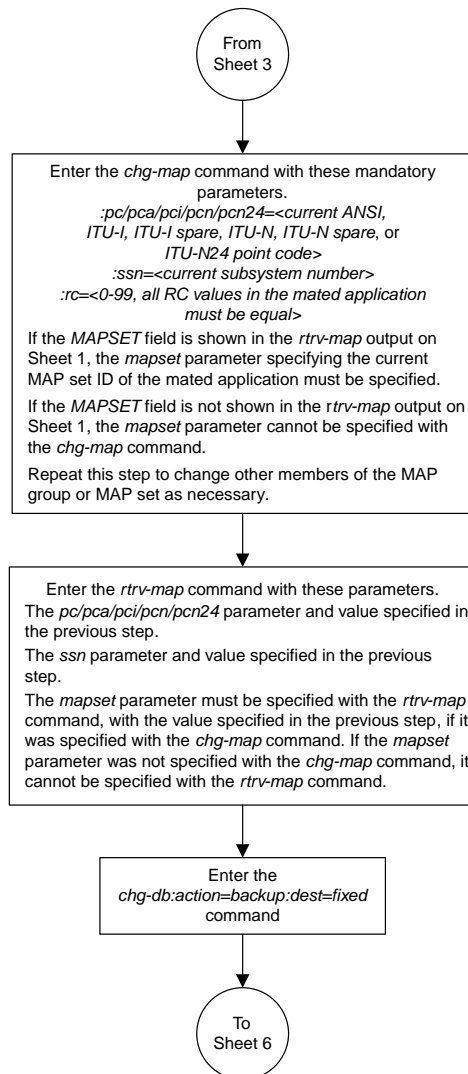 From
Sheet 3
Enter the chg-map command with these mandatory
parameters.
:pc/pca/pci/pcn/pcn24=<current ANSI,
ITU-I, ITU-I spare, ITU-N, ITU-N spare, or
ITU-N24 point code>
:ssn=<current subsystem number>
:rc=<0-99, all RC values in the mated application
must be equal>
If the MAPSET field is shown in the rtrv-map output on
Sheet 1, the mapset parameter specifying the current
MAP set ID of the mated application must be specified.
If the MAPSET field is not shown in the rtrv-map output on
Sheet 1, the mapset parameter cannot be specified with
the chg-map command.
Repeat this step to change other members of the MAP
group or MAP set as necessary.
Enter the rtrv-map command with these parameters.
The pc/pca/pci/pcn/pcn24 parameter and value specified in
the previous step.
The ssn parameter and value specified in the previous
step.
The mapset parameter must be specified with the rtrv-map
command, with the value specified in the previous step, if it
was specified with the chg-map command. If the mapset
parameter was not specified with the chg-map command, it
cannot be specified with the rtrv-map command.
Enter the
chg-db:action=backup:dest=fixed
command
To
Sheet 6